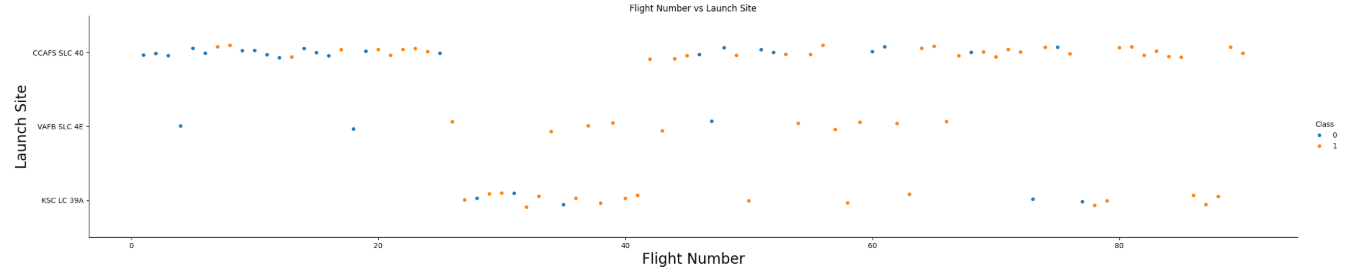 Flight Number vs Launch Site
CCAFS SLC 40
VAFB SLC 4E
KSC LC 39A
Launch Site
0 20 40 60 80
Flight Number
Class
0
1